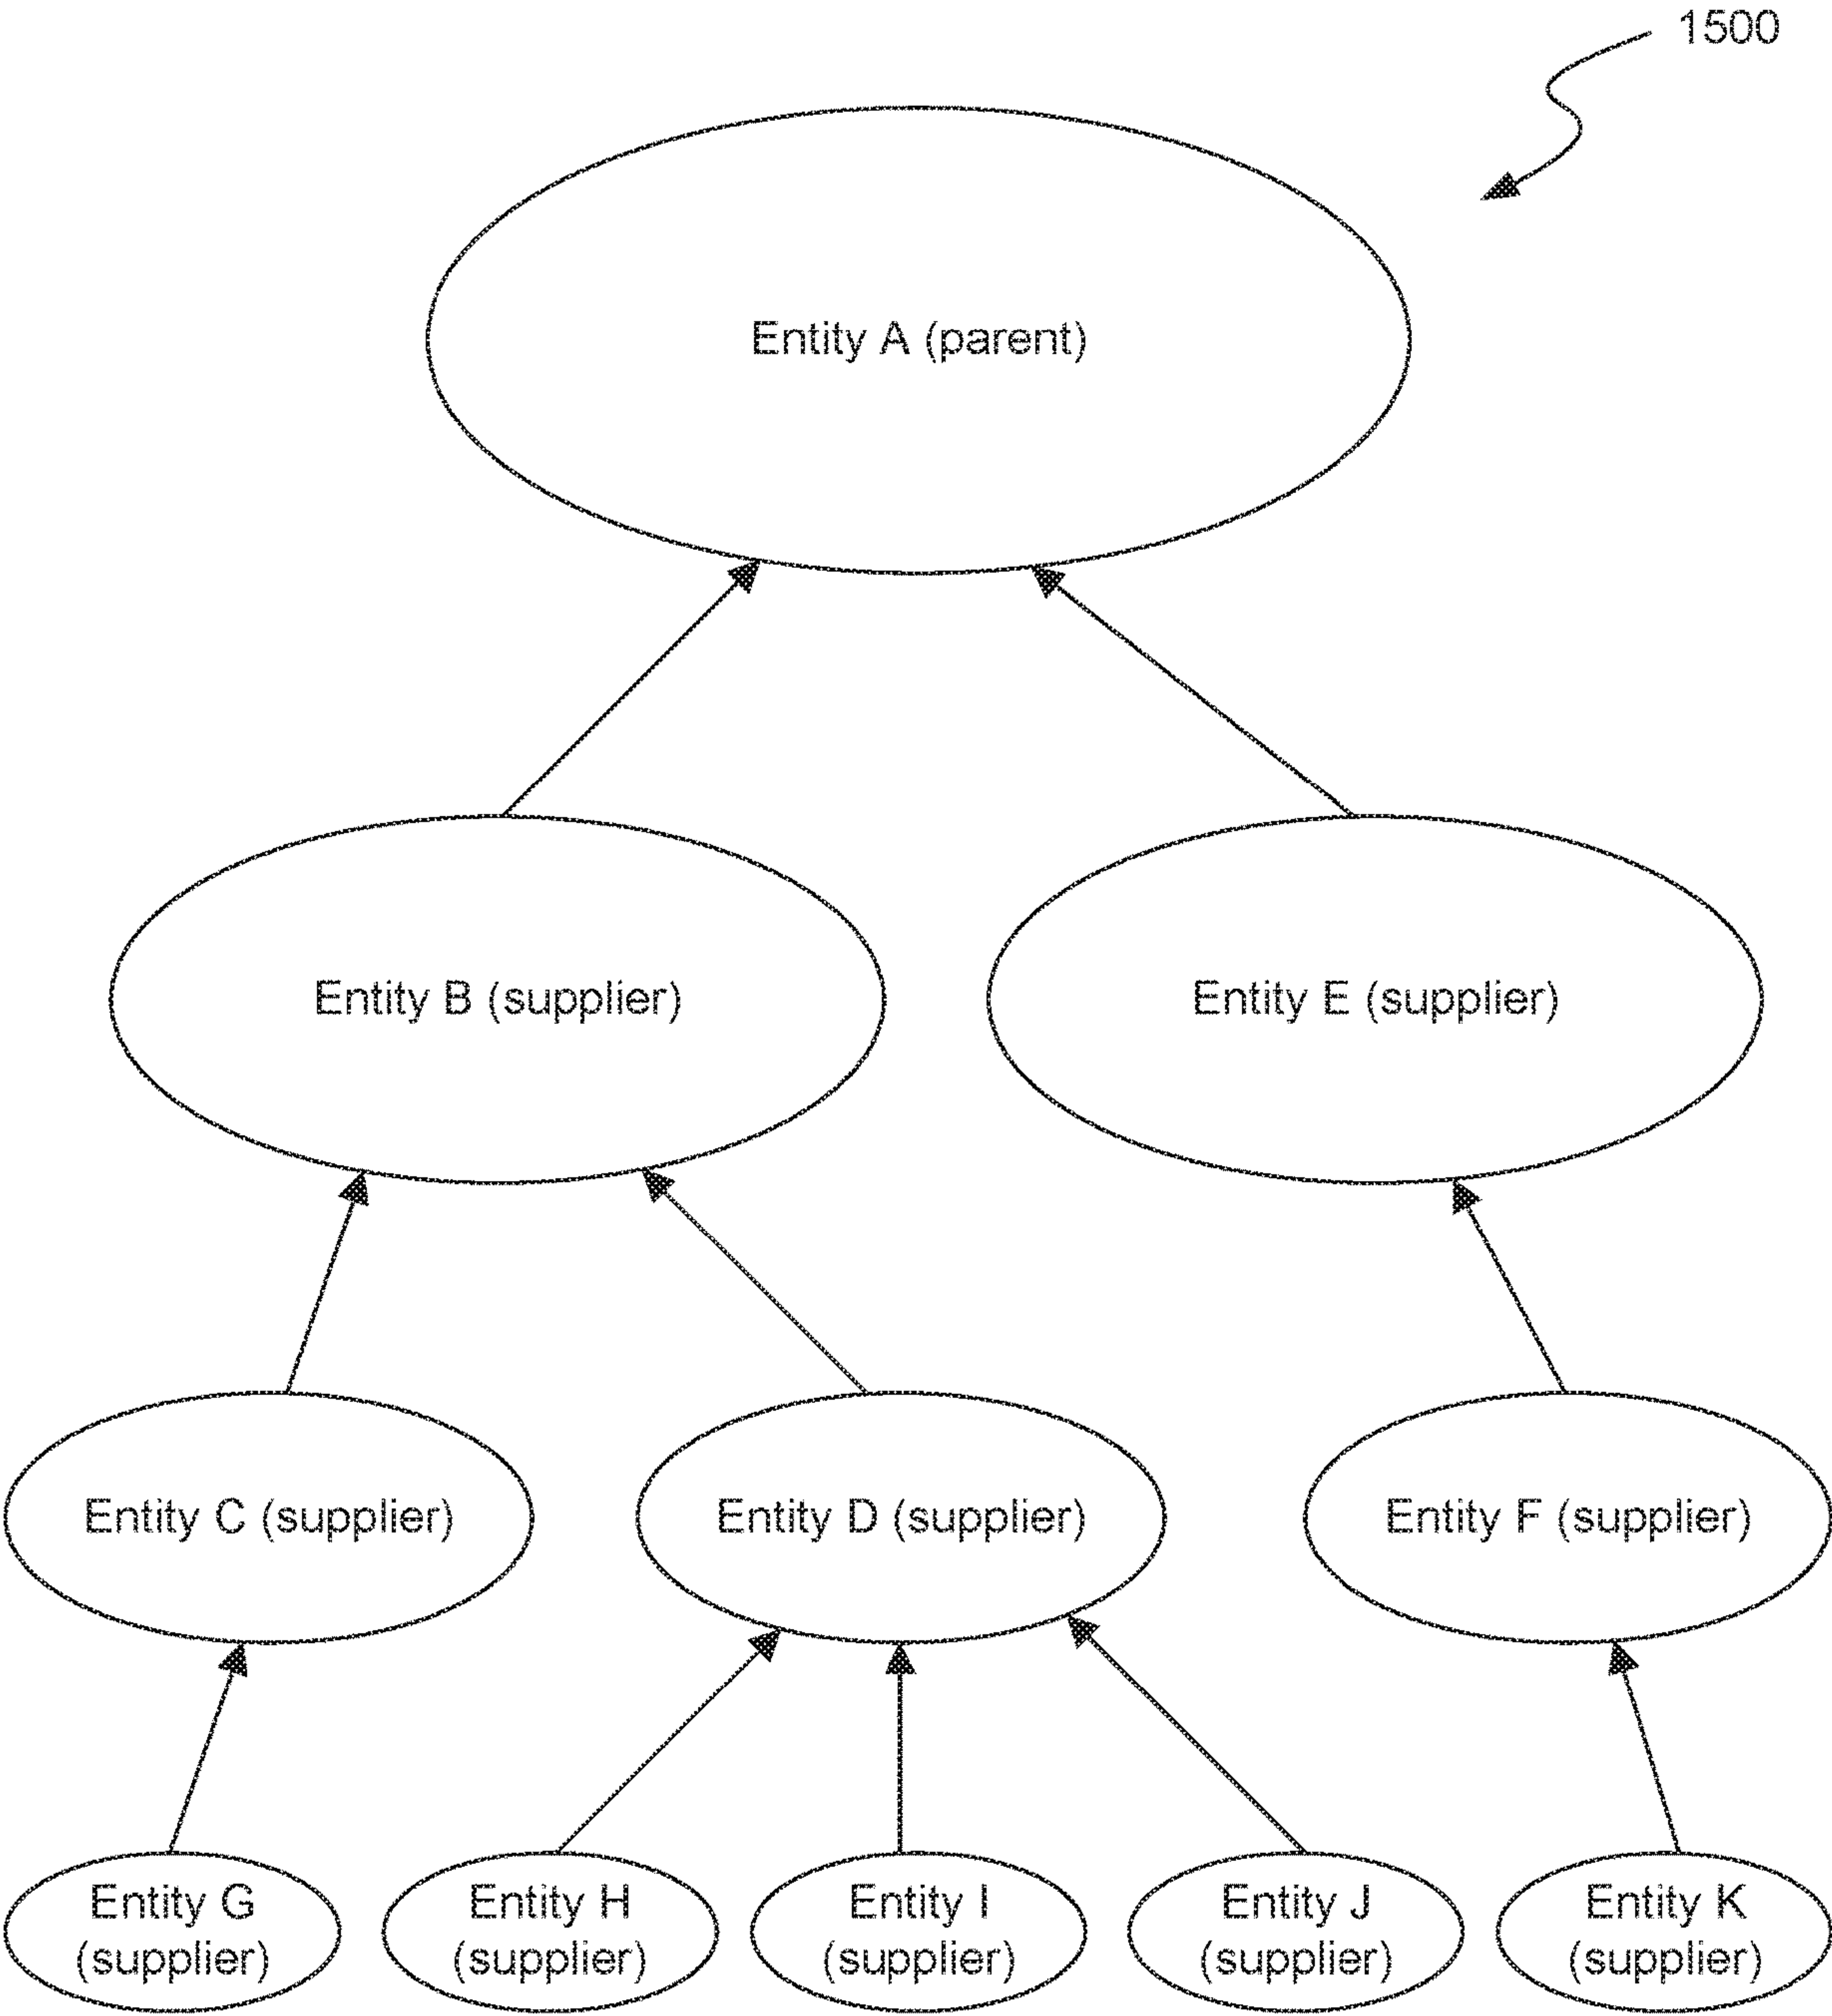 1500
Entity A (parent)
Entity B (supplier)
Entity E (supplier)
Entity C (supplier)
Entity D (supplier)
Entity F (supplier)
Entity G
(supplier)
Entity H
(supplier)
Entity I
(supplier)
Entity J
(supplier)
Entity K
(supplier)